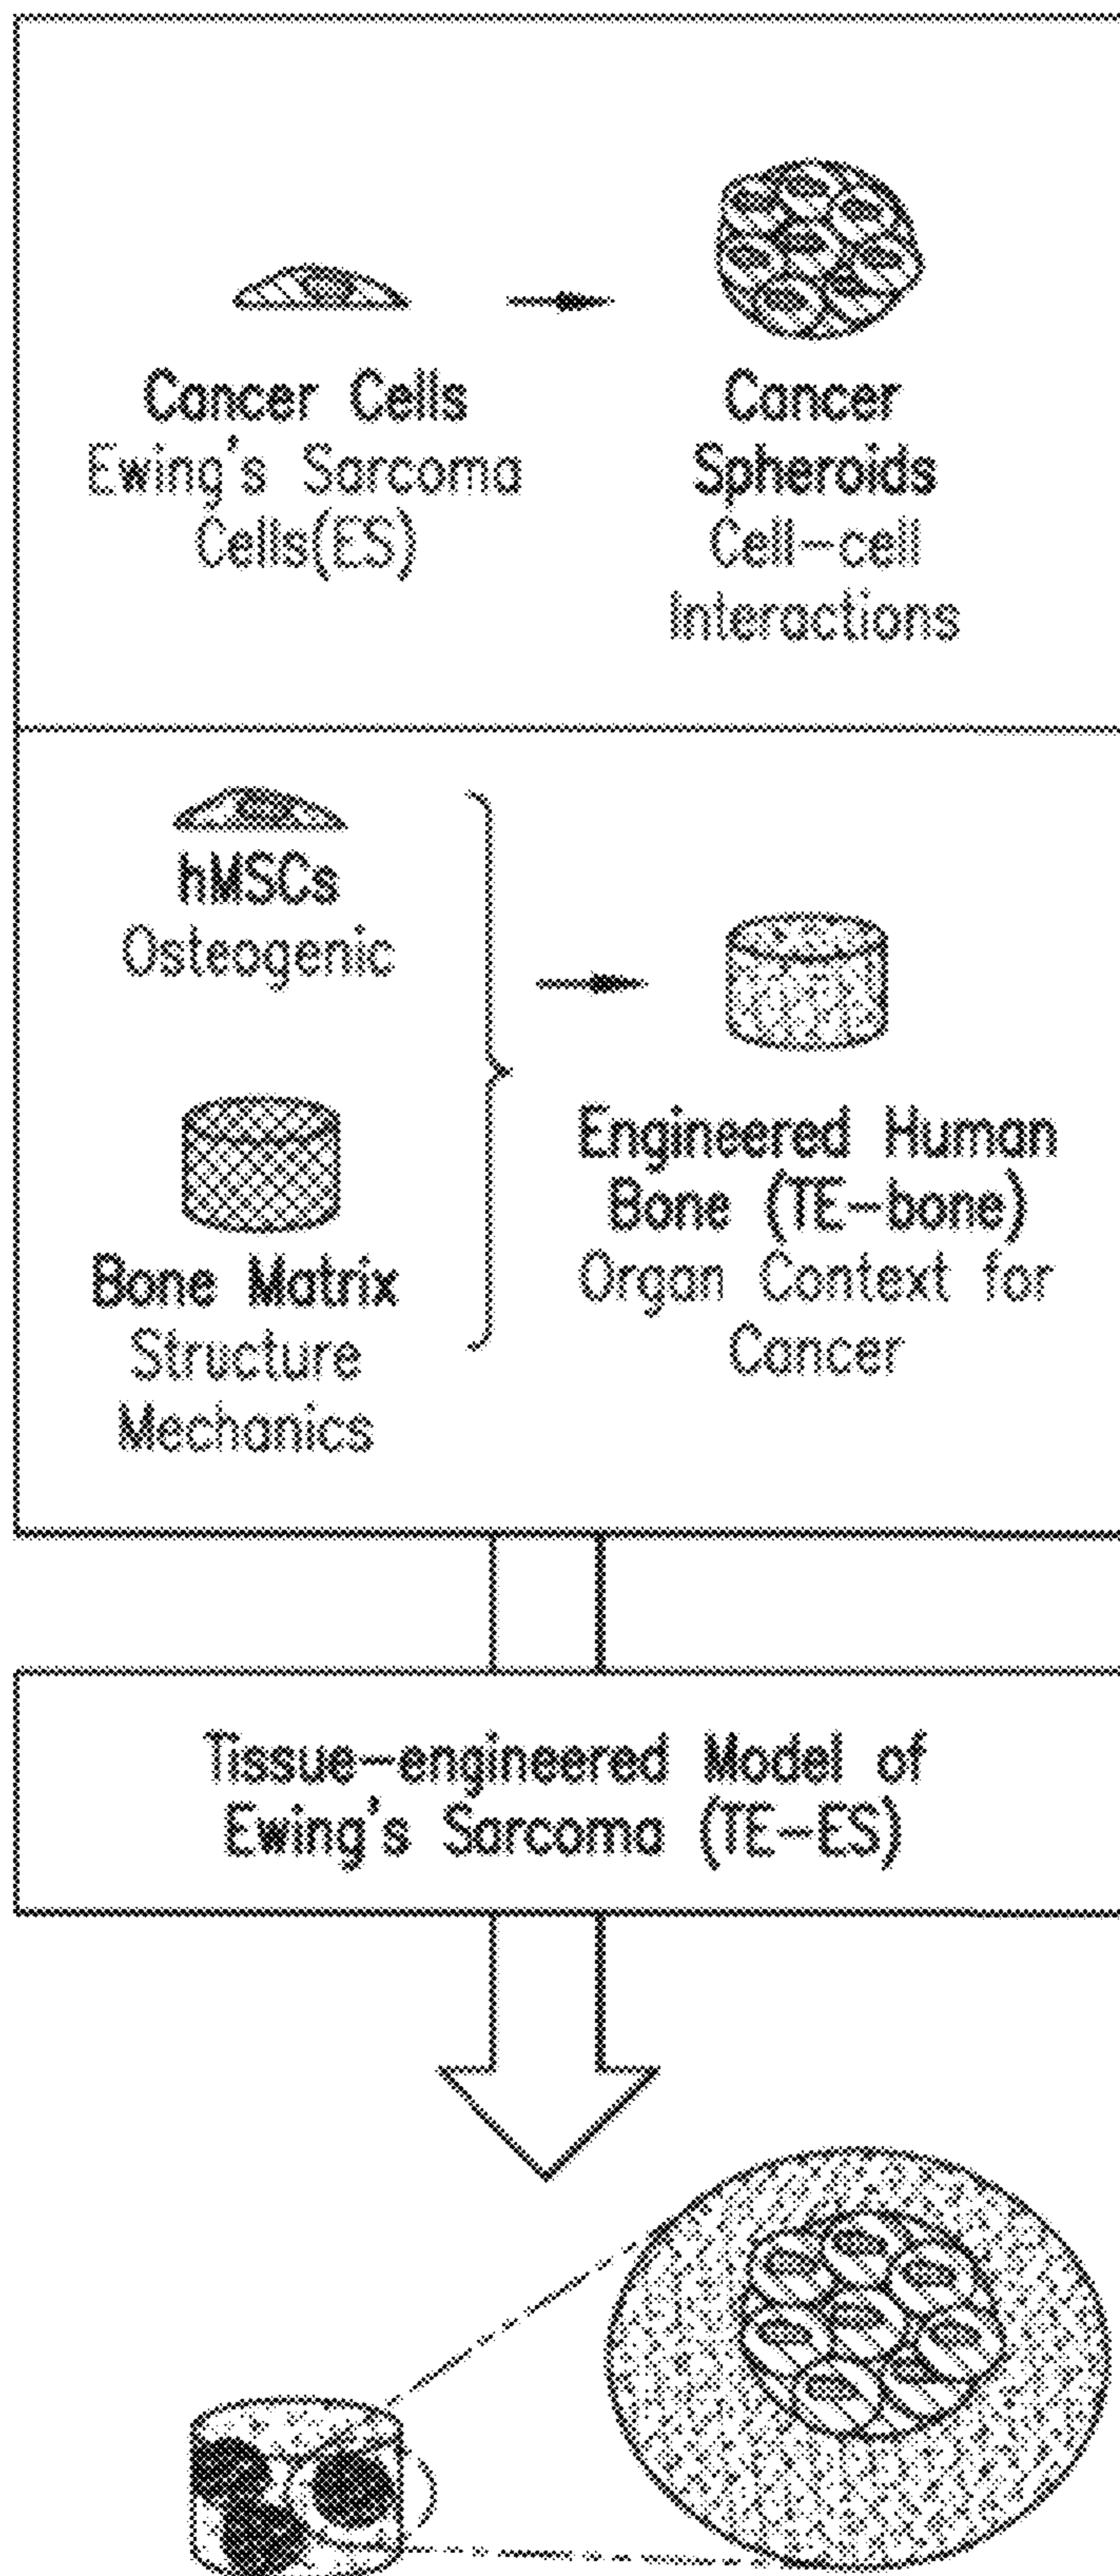 Cancer Cells
Ewing's Sarcoma
Cells(ES)
Cancer
Spheroids
Cell-cell
Interactions
hMSCs
Osteogenic
Bone Matrix
Structure
Mechanics
Engineered Human
Bone (TE-bone)
Organ Context for
Cancer
Tissue-engineered Model of
Ewing's Sarcoma (TE-ES)